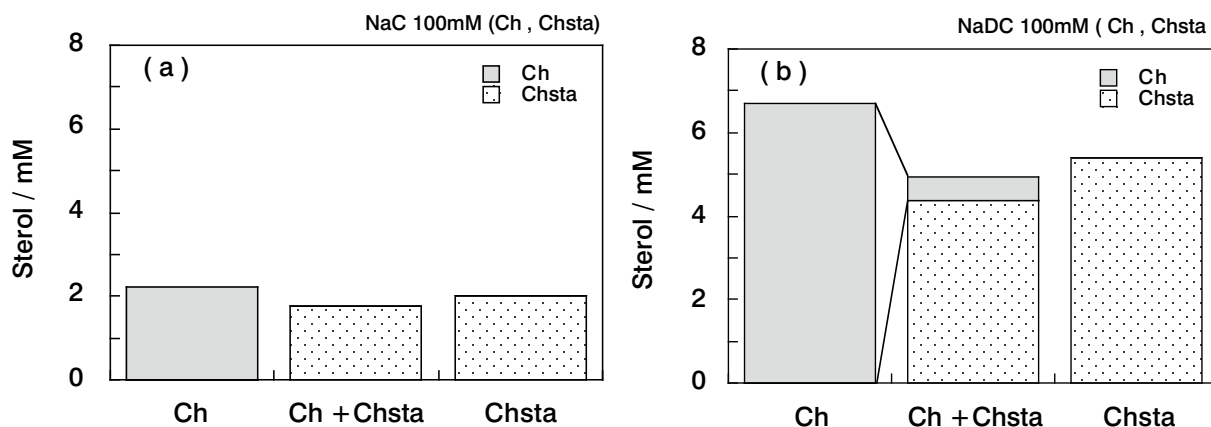 NaC 100mM (Ch , Chsta)
8
6
4
2
0
Sterol / mM
( a )
Ch
Chsta
Ch
Ch + Chsta
Chsta
NaDC 100mM ( Ch , Chsta
8
6
4
2
0
Sterol / mM
( b )
Ch
Chsta
Ch
Ch + Chsta
Chsta